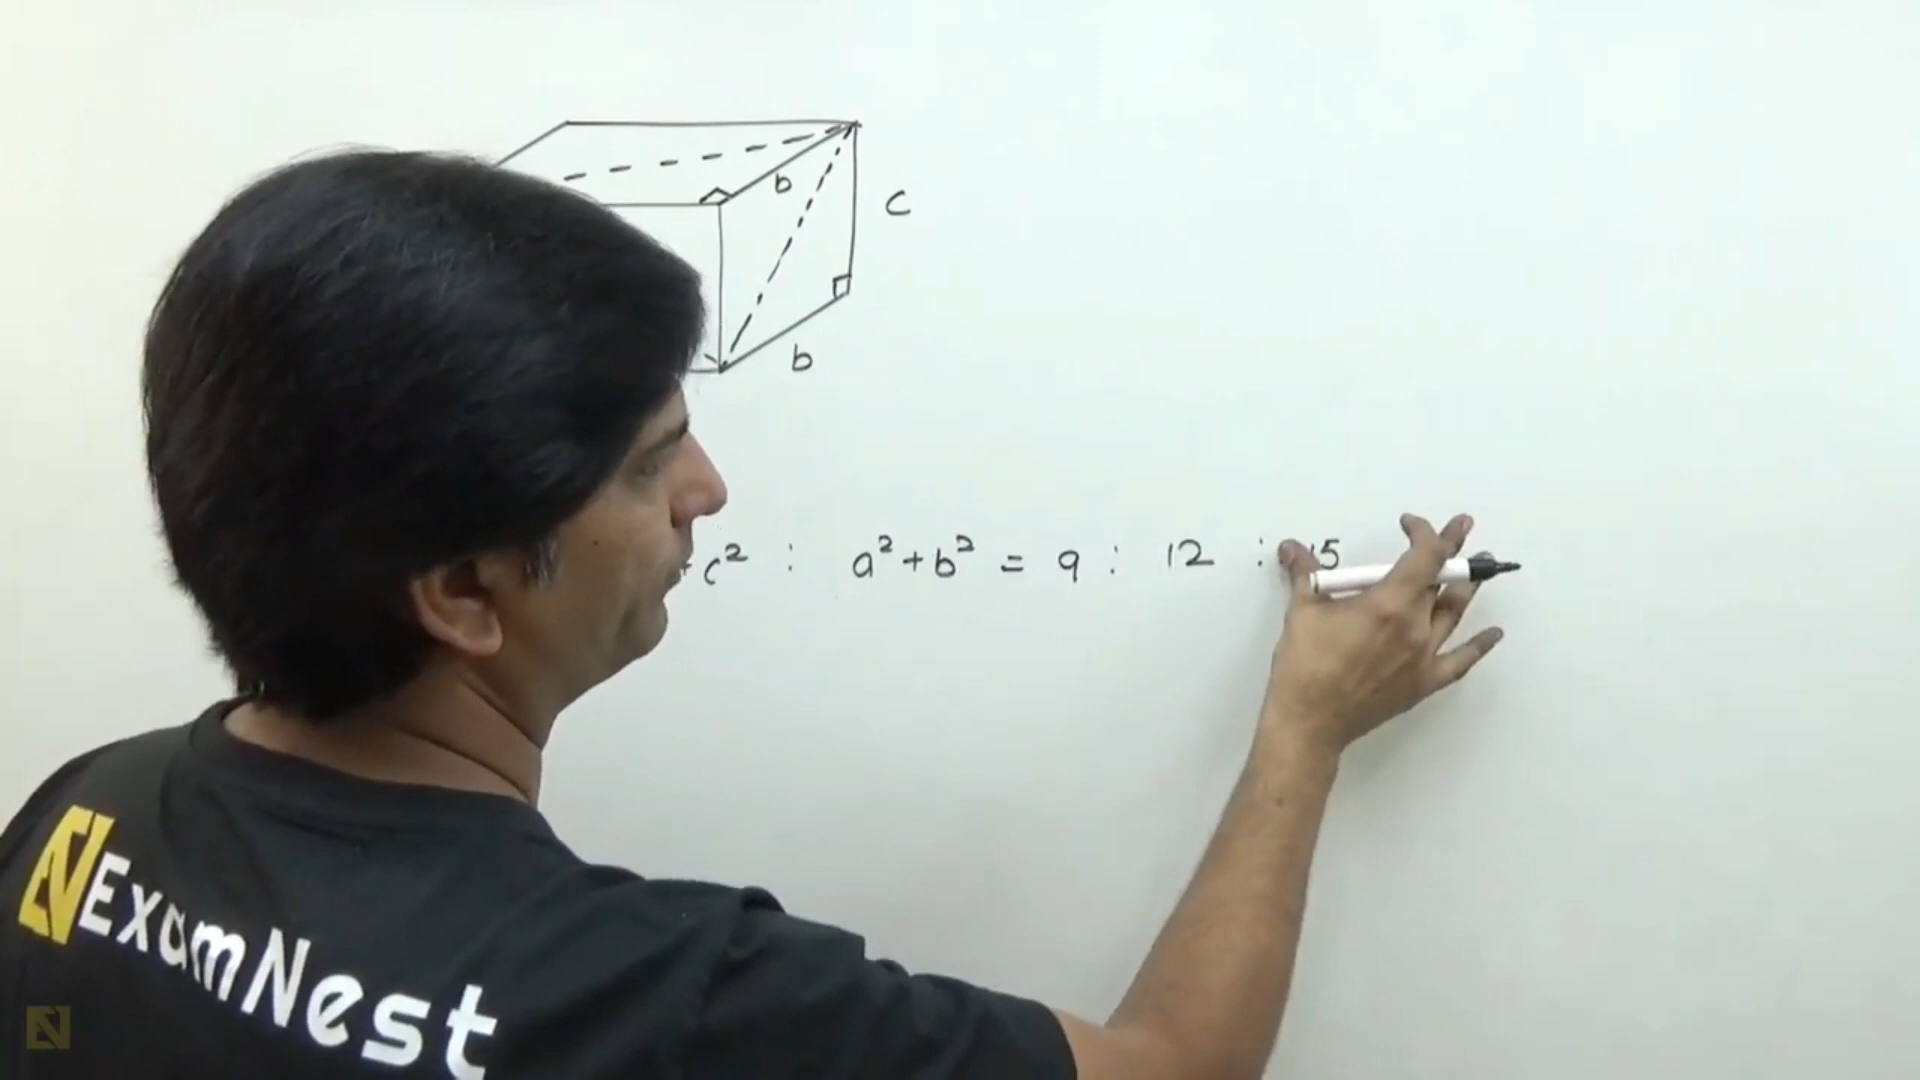 b
c
b
+ c² : a² + b² = 9 : 12 : 15
ExamNest